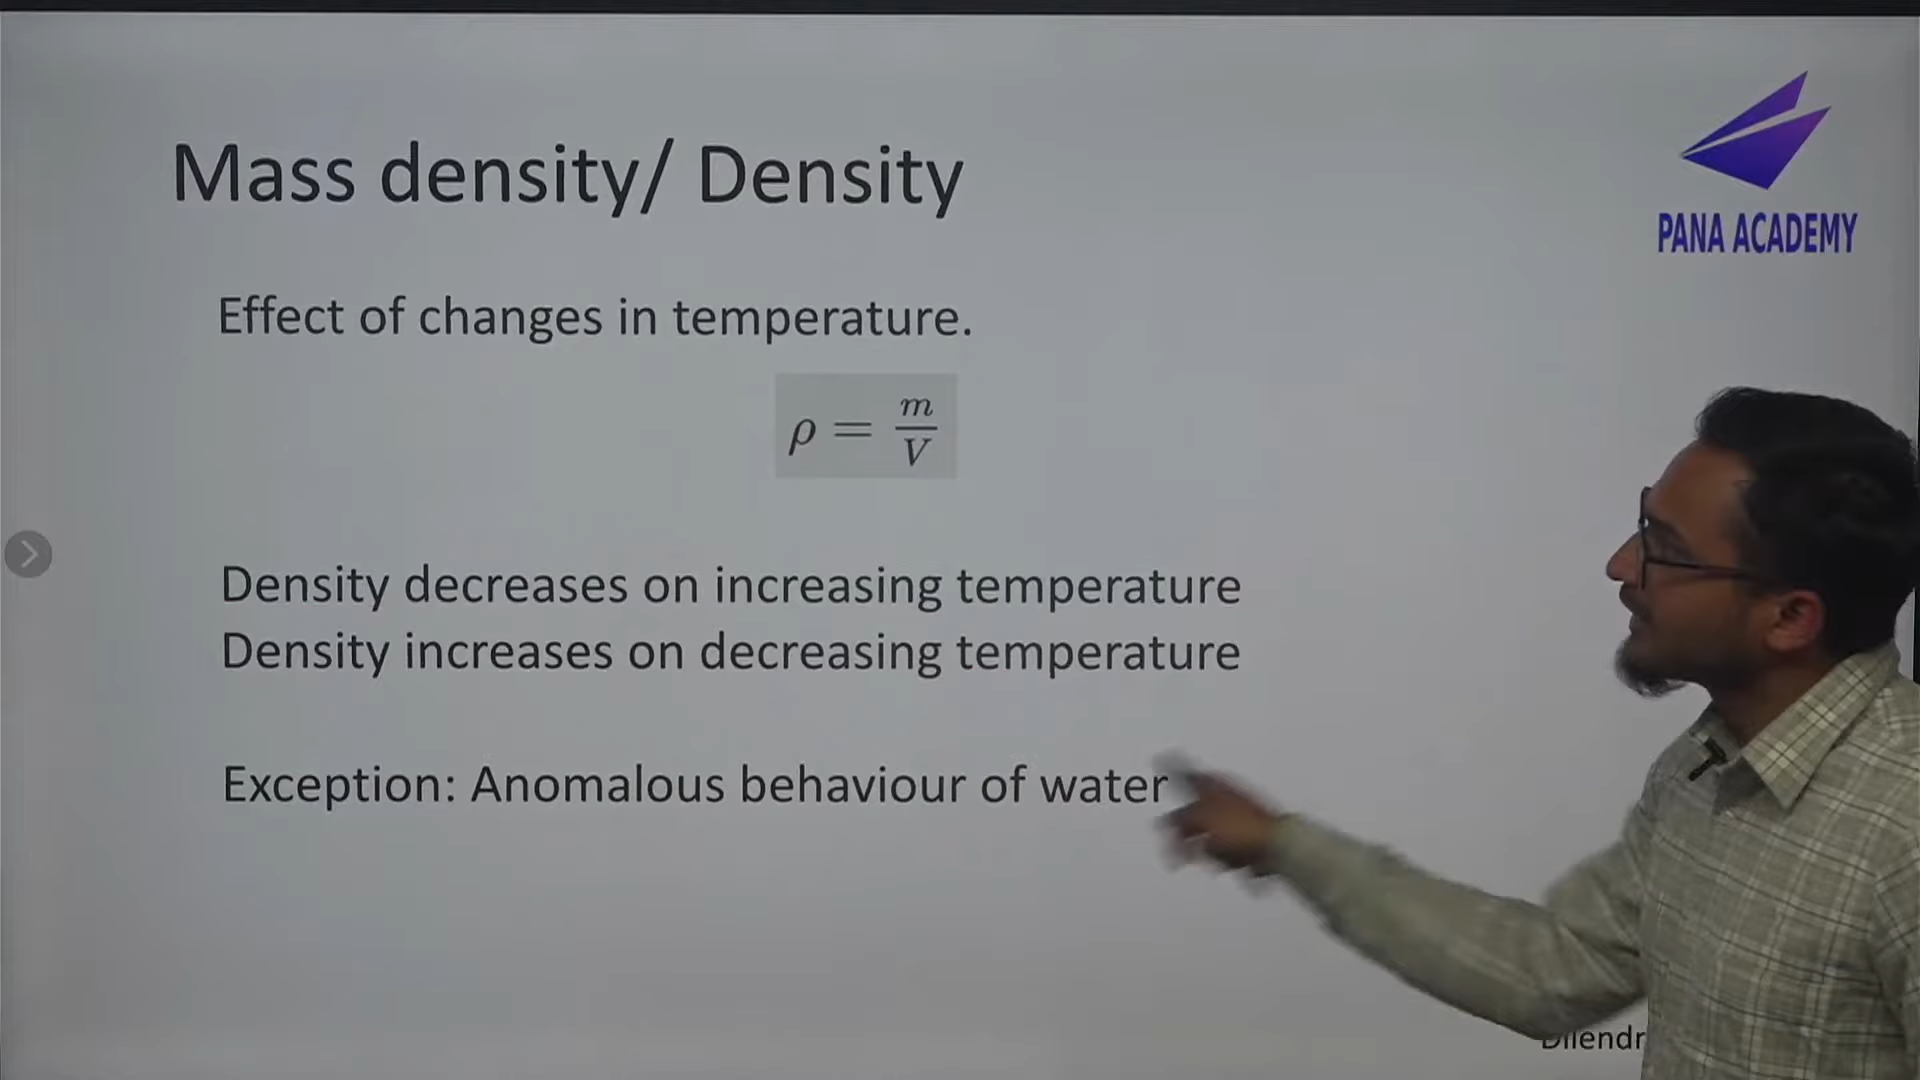 Mass density/ Density
PANA ACADEMY
Effect of changes in temperature.
ρ = m/V
Density decreases on increasing temperature
Density increases on decreasing temperature
Exception: Anomalous behaviour of water